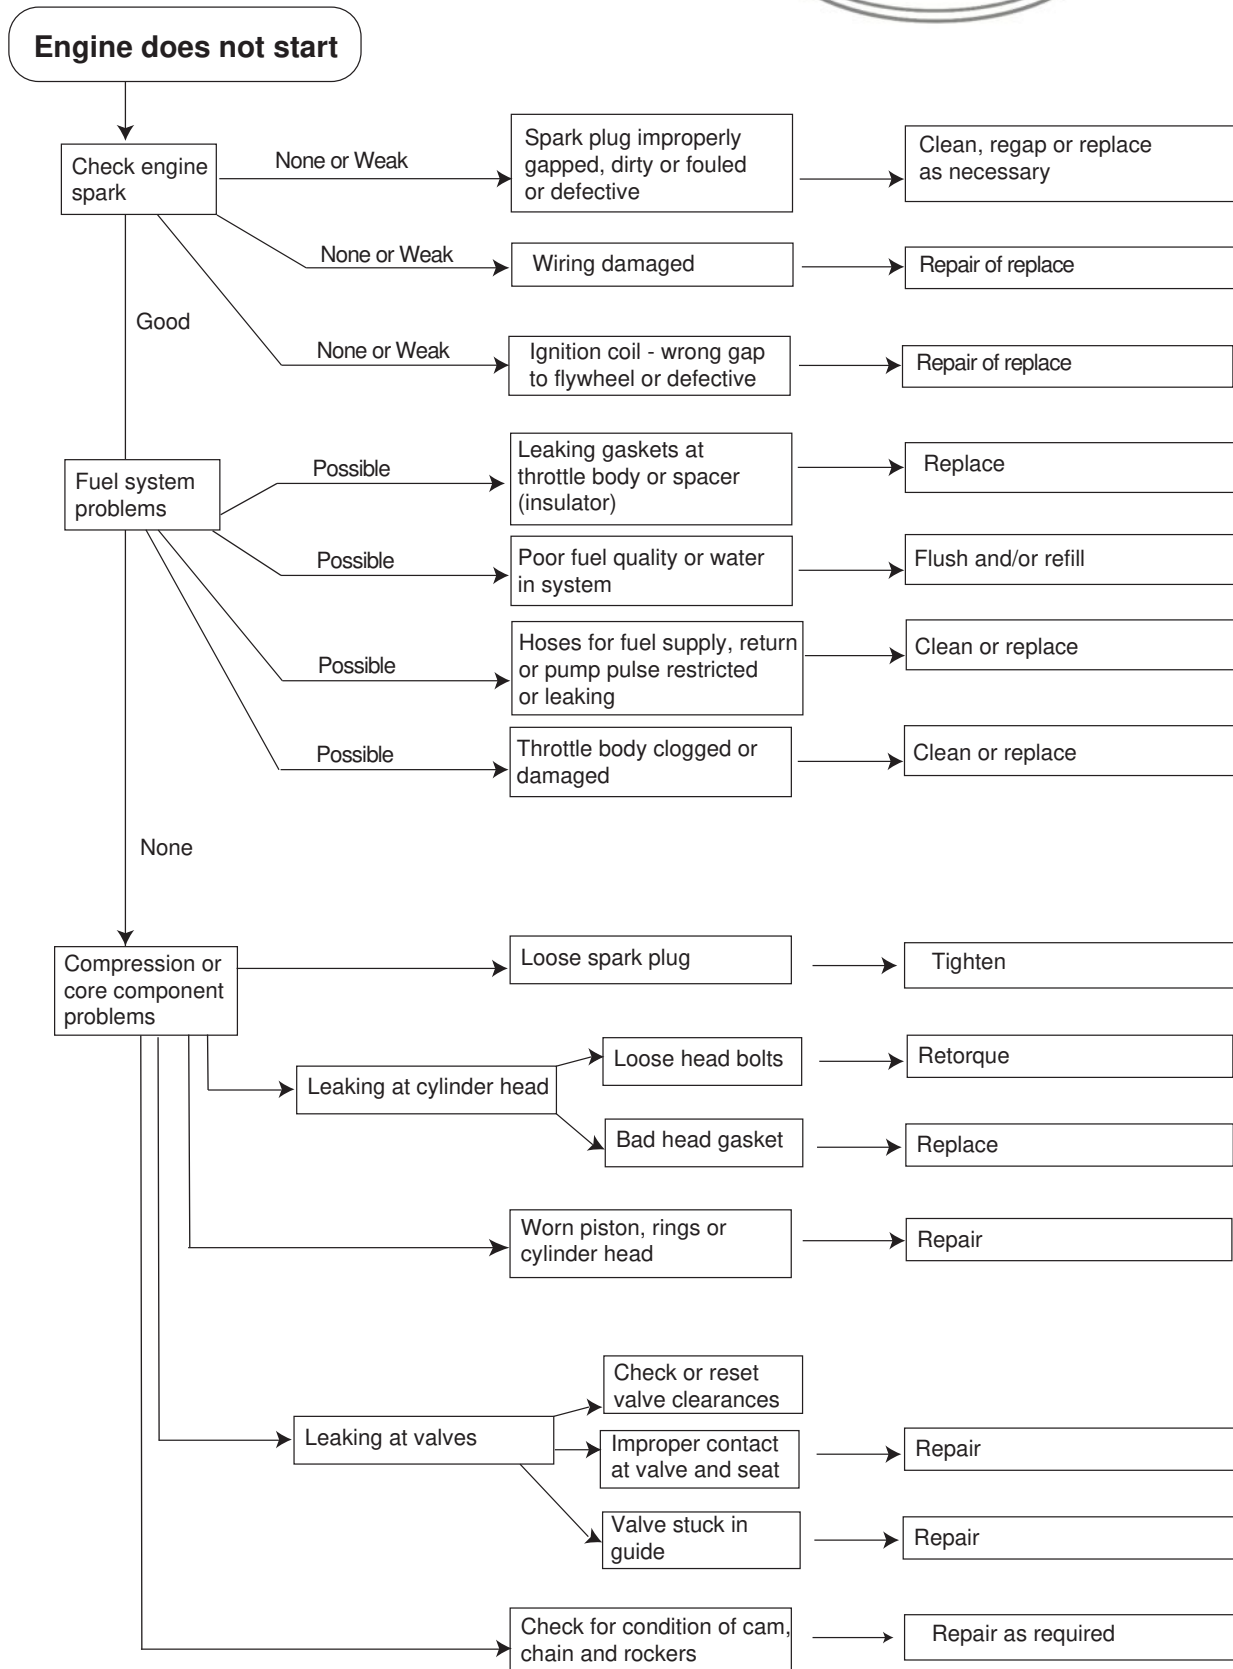 Engine does not start
Check engine
spark
None or Weak
Spark plug improperly
gapped, dirty or fouled
or defective
Clean, regap or replace
as necessary
None or Weak
Wiring damaged
Repair of replace
Good
None or Weak
Ignition coil - wrong gap
to flywheel or defective
Repair of replace
Fuel system
problems
Possible
Leaking gaskets at
throttle body or spacer
(insulator)
Replace
Possible
Poor fuel quality or water
in system
Flush and/or refill
Possible
Hoses for fuel supply, return
or pump pulse restricted
or leaking
Clean or replace
Possible
Throttle body clogged or
damaged
Clean or replace
None
Compression or
core component
problems
Loose spark plug
Tighten
Leaking at cylinder head
Loose head bolts
Retorque
Bad head gasket
Replace
Worn piston, rings or
cylinder head
Repair
Leaking at valves
Check or reset
valve clearances
Improper contact
at valve and seat
Repair
Valve stuck in
guide
Repair
Check for condition of cam,
chain and rockers
Repair as required